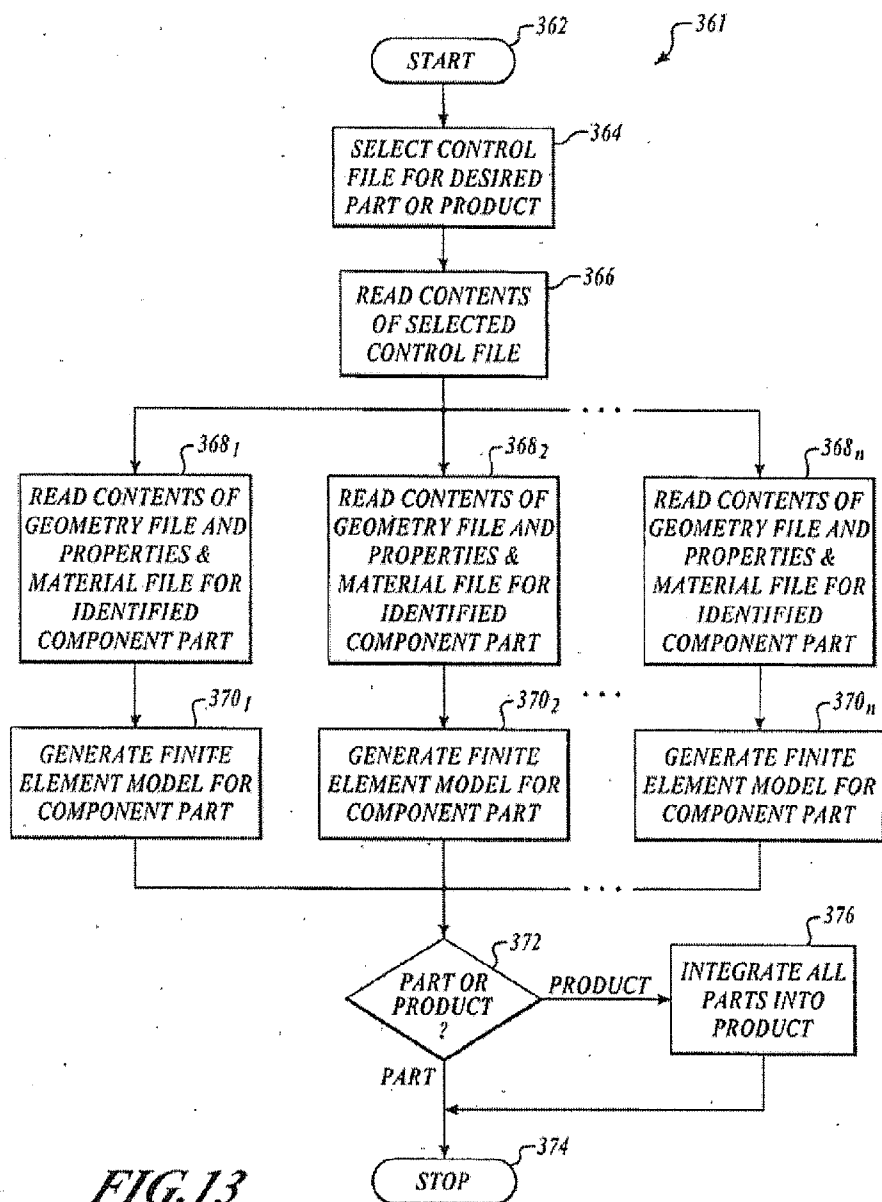 362
361
START
364
SELECT CONTROL
FILE FOR DESIRED
PART OR PRODUCT
366
READ CONTENTS
OF SELECTED
CONTROL FILE
• • •
368₁
368₂
368ₙ
READ CONTENTS OF
GEOMETRY FILE AND
PROPERTIES &
MATERIAL FILE FOR
IDENTIFIED
COMPONENT PART
READ CONTENTS OF
GEOMETRY FILE AND
PROPERTIES &
MATERIAL FILE FOR
IDENTIFIED
COMPONENT PART
READ CONTENTS OF
GEOMETRY FILE AND
PROPERTIES &
MATERIAL FILE FOR
IDENTIFIED
COMPONENT PART
370₁
370₂
• • •
370ₙ
GENERATE FINITE
ELEMENT MODEL FOR
COMPONENT PART
GENERATE FINITE
ELEMENT MODEL FOR
COMPONENT PART
GENERATE FINITE
ELEMENT MODEL FOR
COMPONENT PART
• • •
372
PART OR
PRODUCT
?
PRODUCT
376
INTEGRATE ALL
PARTS INTO
PRODUCT
PART
374
STOP
FIG.13